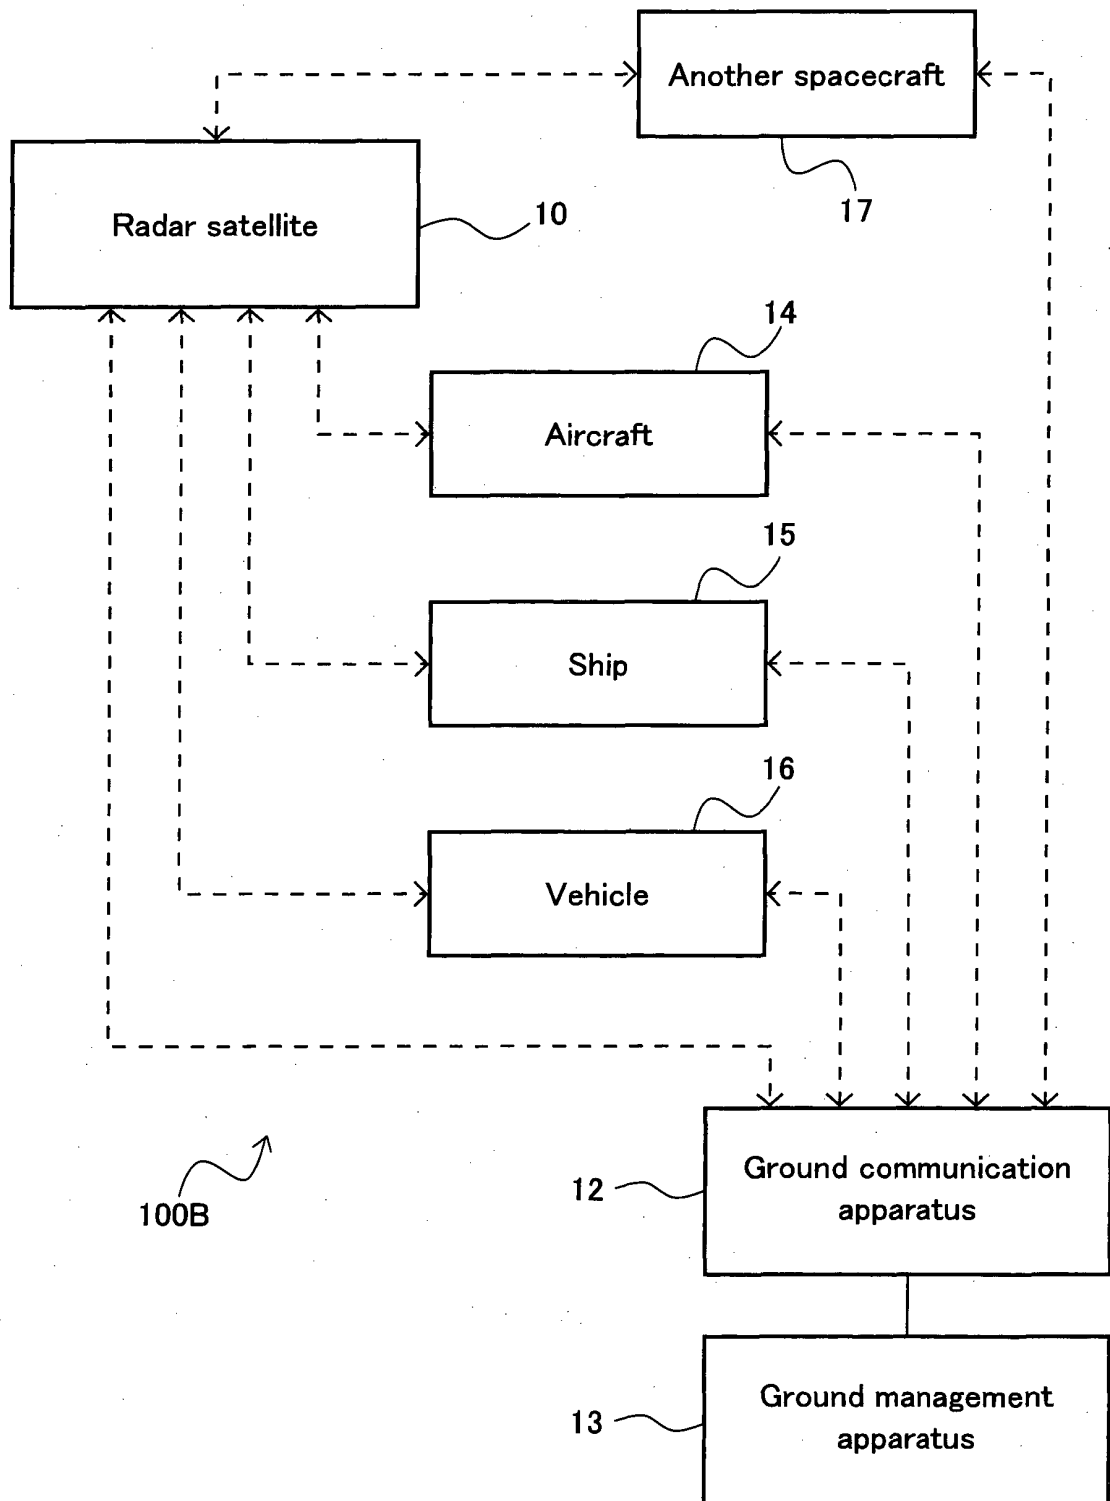 Another spacecraft
17
Radar satellite
10
14
Aircraft
15
Ship
16
Vehicle
100B
12
Ground communication
apparatus
13
Ground management
apparatus